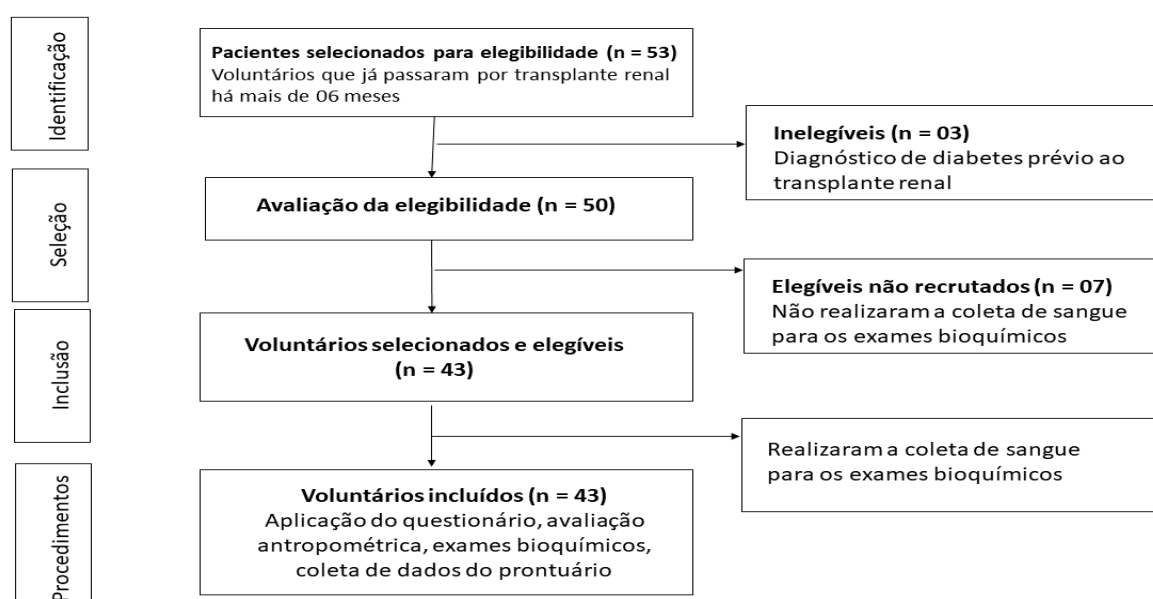 Identificação
Pacientes selecionados para elegibilidade (n = 53)
Voluntários que já passaram por transplante renal
há mais de 06 meses
Inelegíveis (n = 03)
Diagnóstico de diabetes prévio ao
transplante renal
Seleção
Avaliação da elegibilidade (n = 50)
Elegíveis não recrutados (n = 07)
Não realizaram a coleta de sangue
para os exames bioquímicos
Inclusão
Voluntários selecionados e elegíveis
(n = 43)
Realizaram a coleta de sangue
para os exames bioquímicos
Procedimentos
Voluntários incluídos (n = 43)
Aplicação do questionário, avaliação
antropométrica, exames bioquímicos,
coleta de dados do prontuário